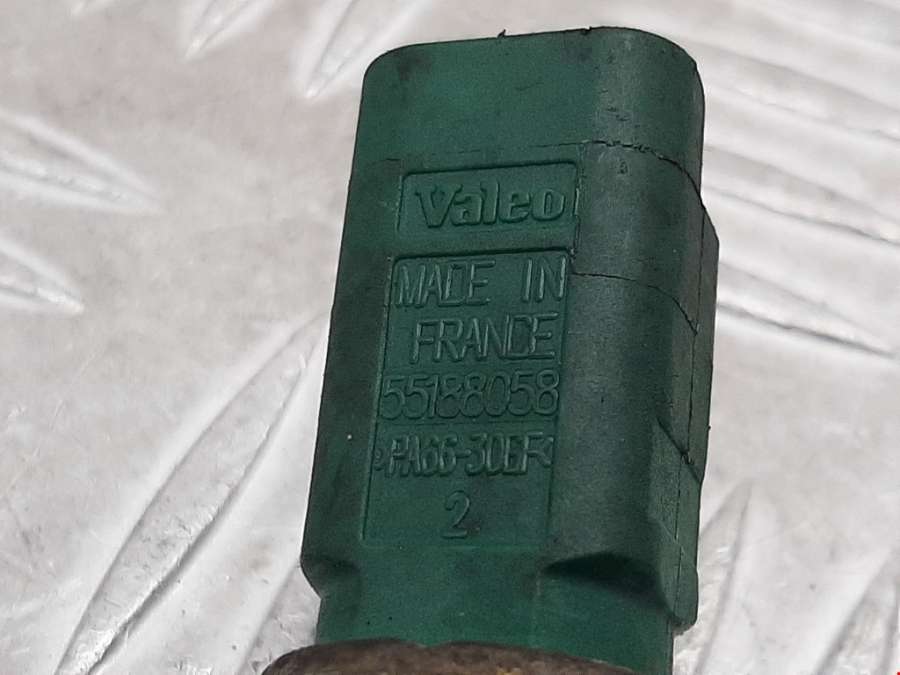 Valeo
MADE IN
FRANCE
55188058
>PA66-30GF<
2